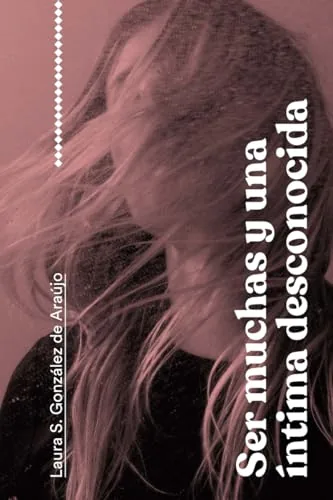 Laura S. González de Araújo
Ser muchas y una
íntima desconocida